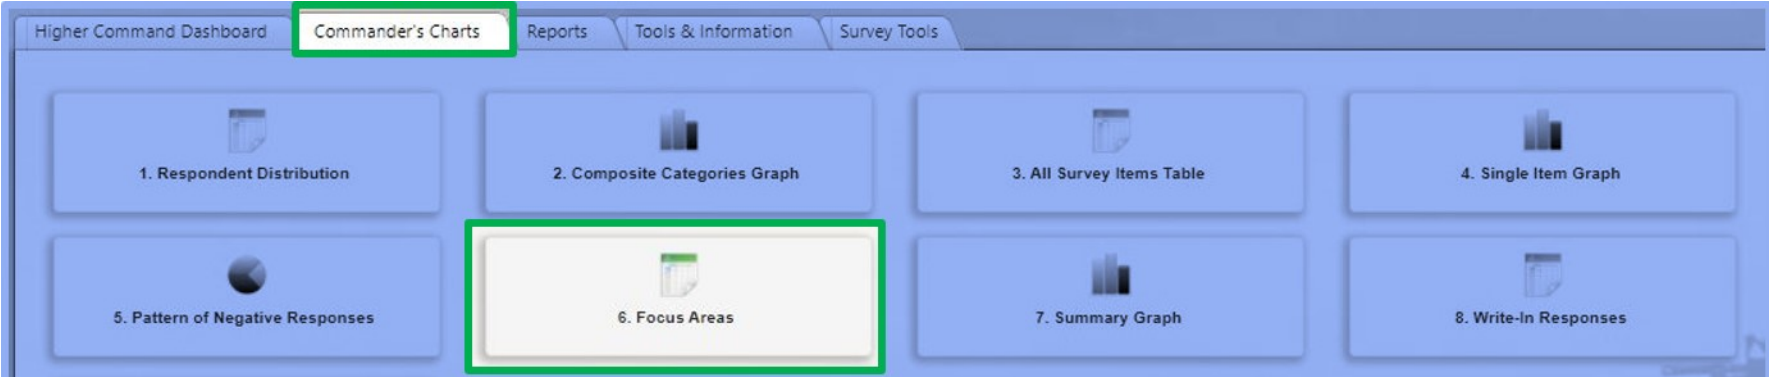 Higher Command Dashboard
Commander's Charts
Reports
Tools & Information
Survey Tools
1. Respondent Distribution
2. Composite Categories Graph
3. All Survey Items Table
4. Single Item Graph
5. Pattern of Negative Responses
6. Focus Areas
7. Summary Graph
8. Write-In Responses